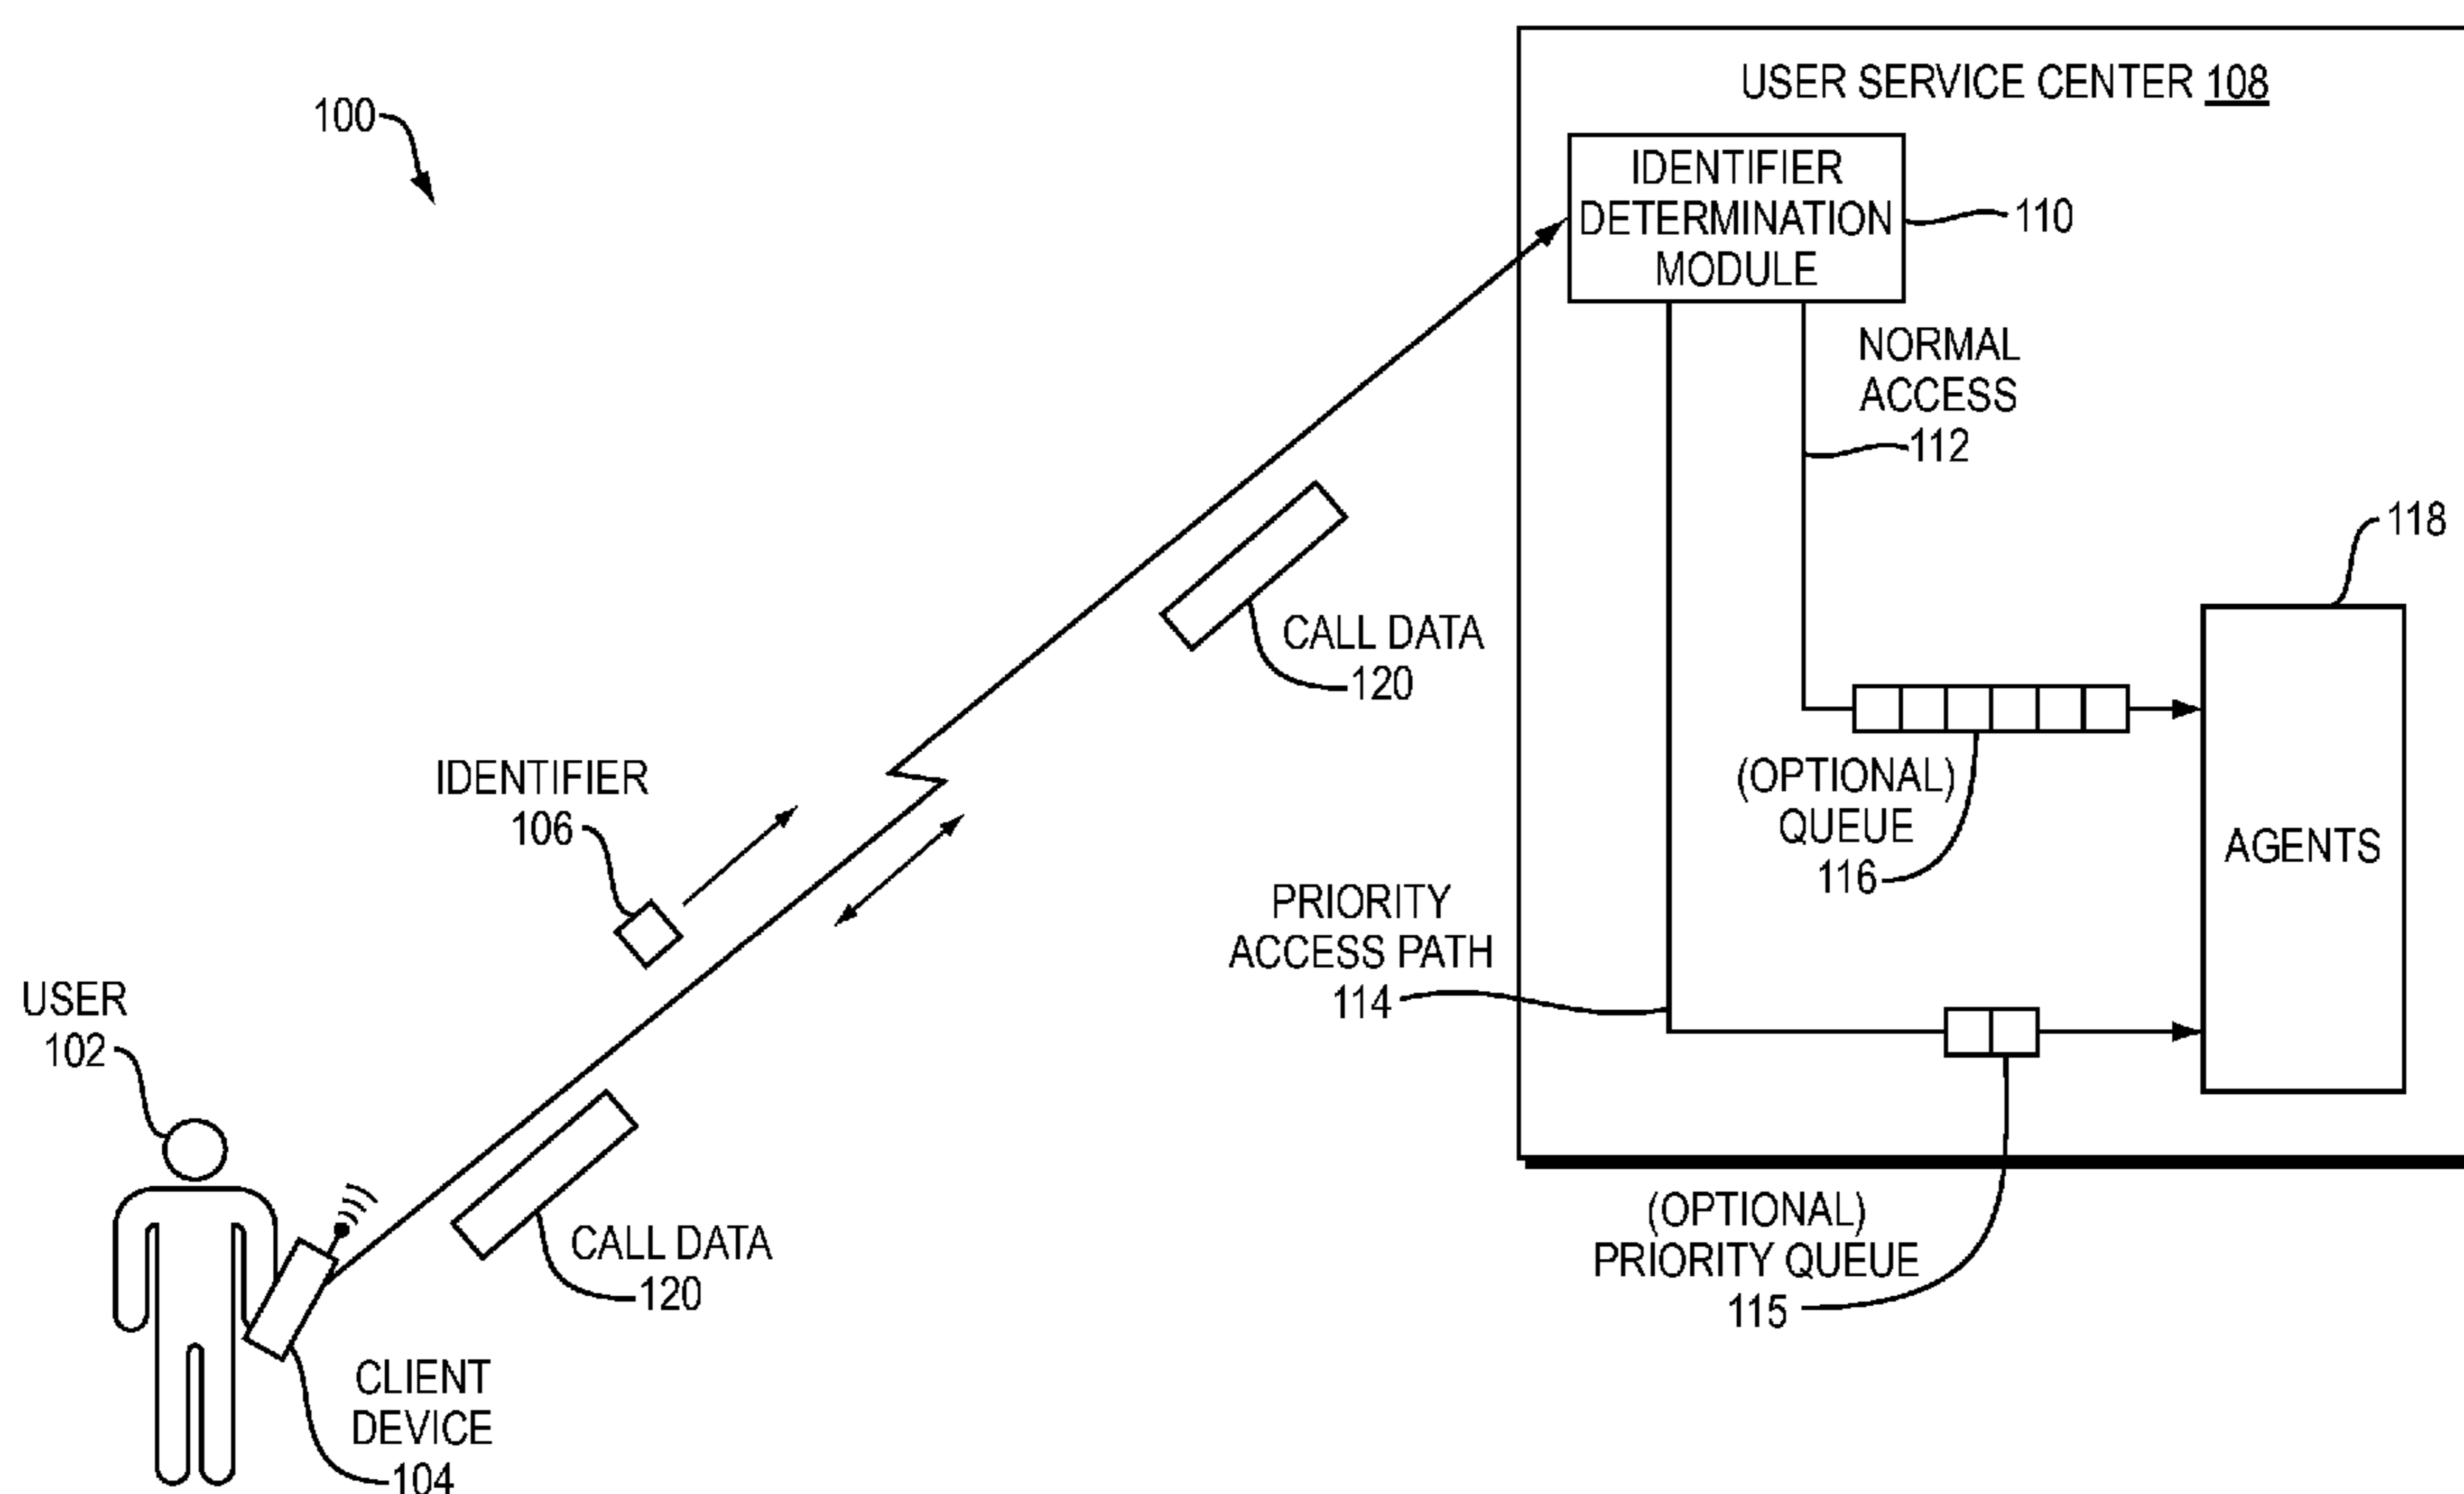 100
USER SERVICE CENTER 108
IDENTIFIER
DETERMINATION
MODULE
110
NORMAL
ACCESS
112
118
CALL DATA
120
IDENTIFIER
106
(OPTIONAL)
QUEUE
116
AGENTS
PRIORITY
ACCESS PATH
114
USER
102
CALL DATA
120
(OPTIONAL)
PRIORITY QUEUE
115
CLIENT
DEVICE
104